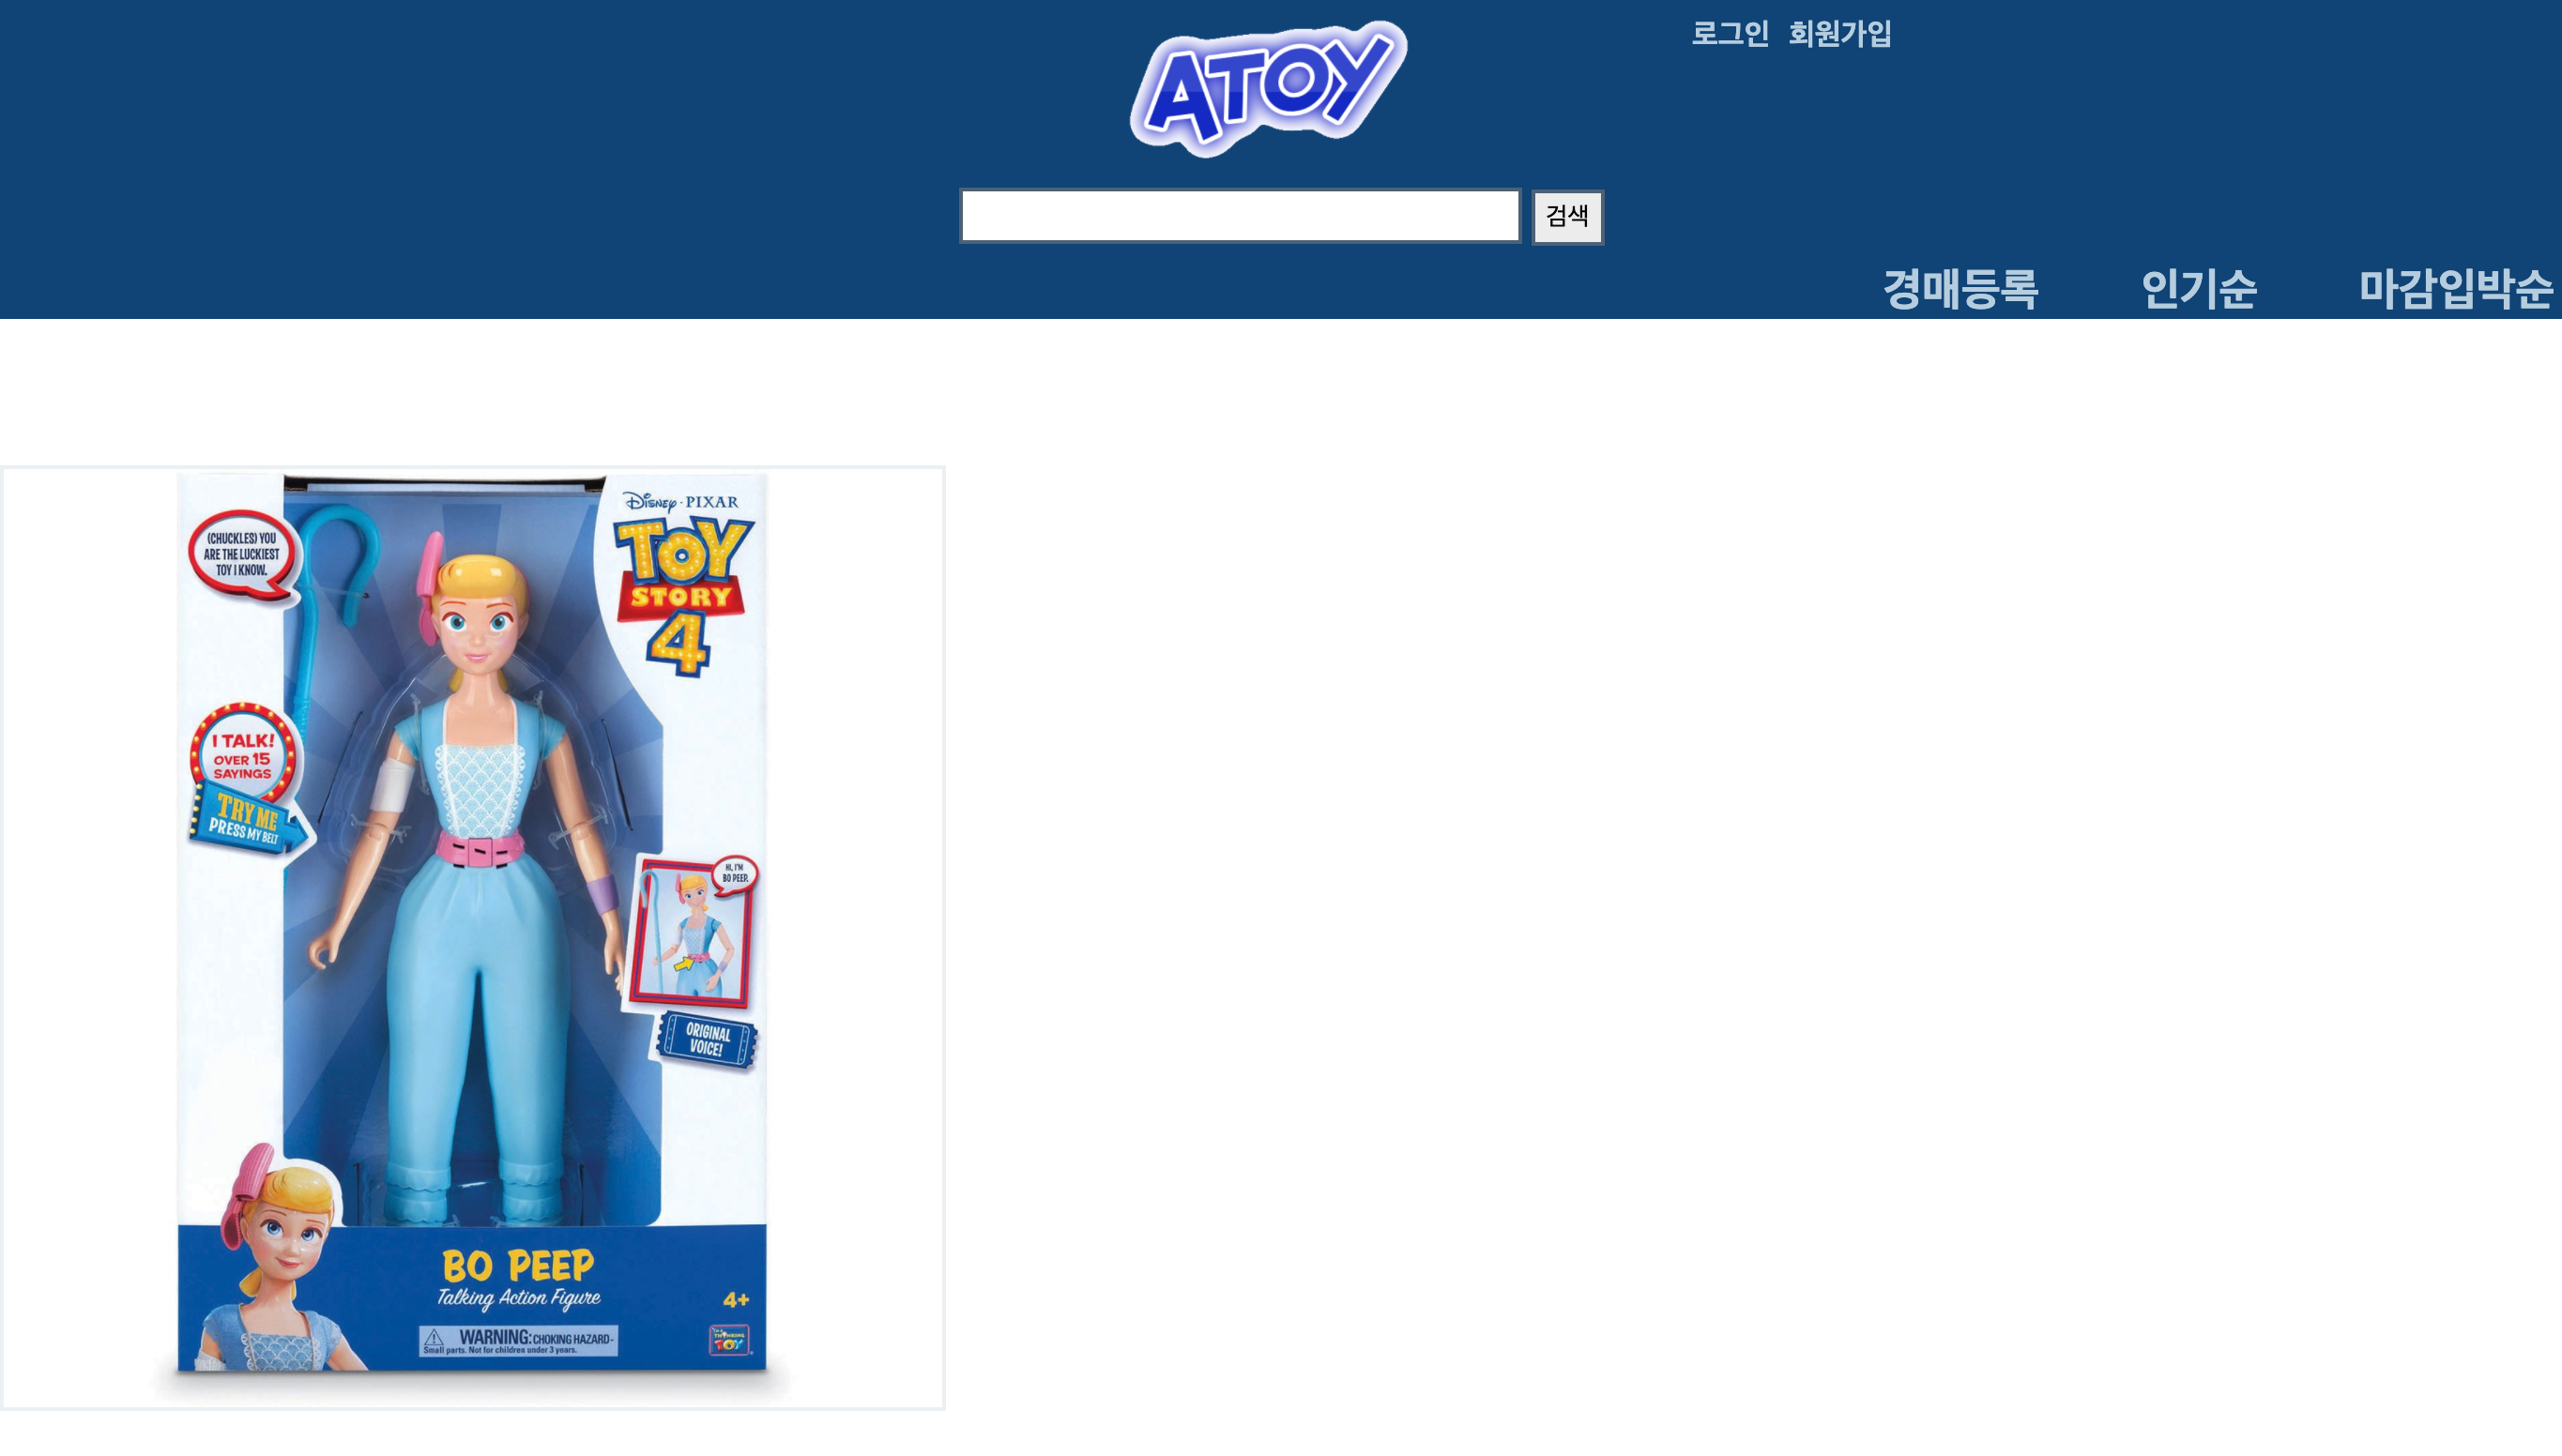 ATOY
로그인 회원가입
검색
경매등록 인기순 마감입박순
(CHUCKLES) YOU
ARE THE LUCKIEST
TOY I KNOW.
Disney · PIXAR
TOY
STORY
4
I TALK!
OVER 15
SAYINGS
TRY ME
PRESS MY BELT
HI, I'M
BO PEEP.
ORIGINAL
VOICE!
BO PEEP
Talking Action Figure
4+
WARNING: CHOKING HAZARD-
Small parts. Not for children under 3 years.
THINKING
TOY